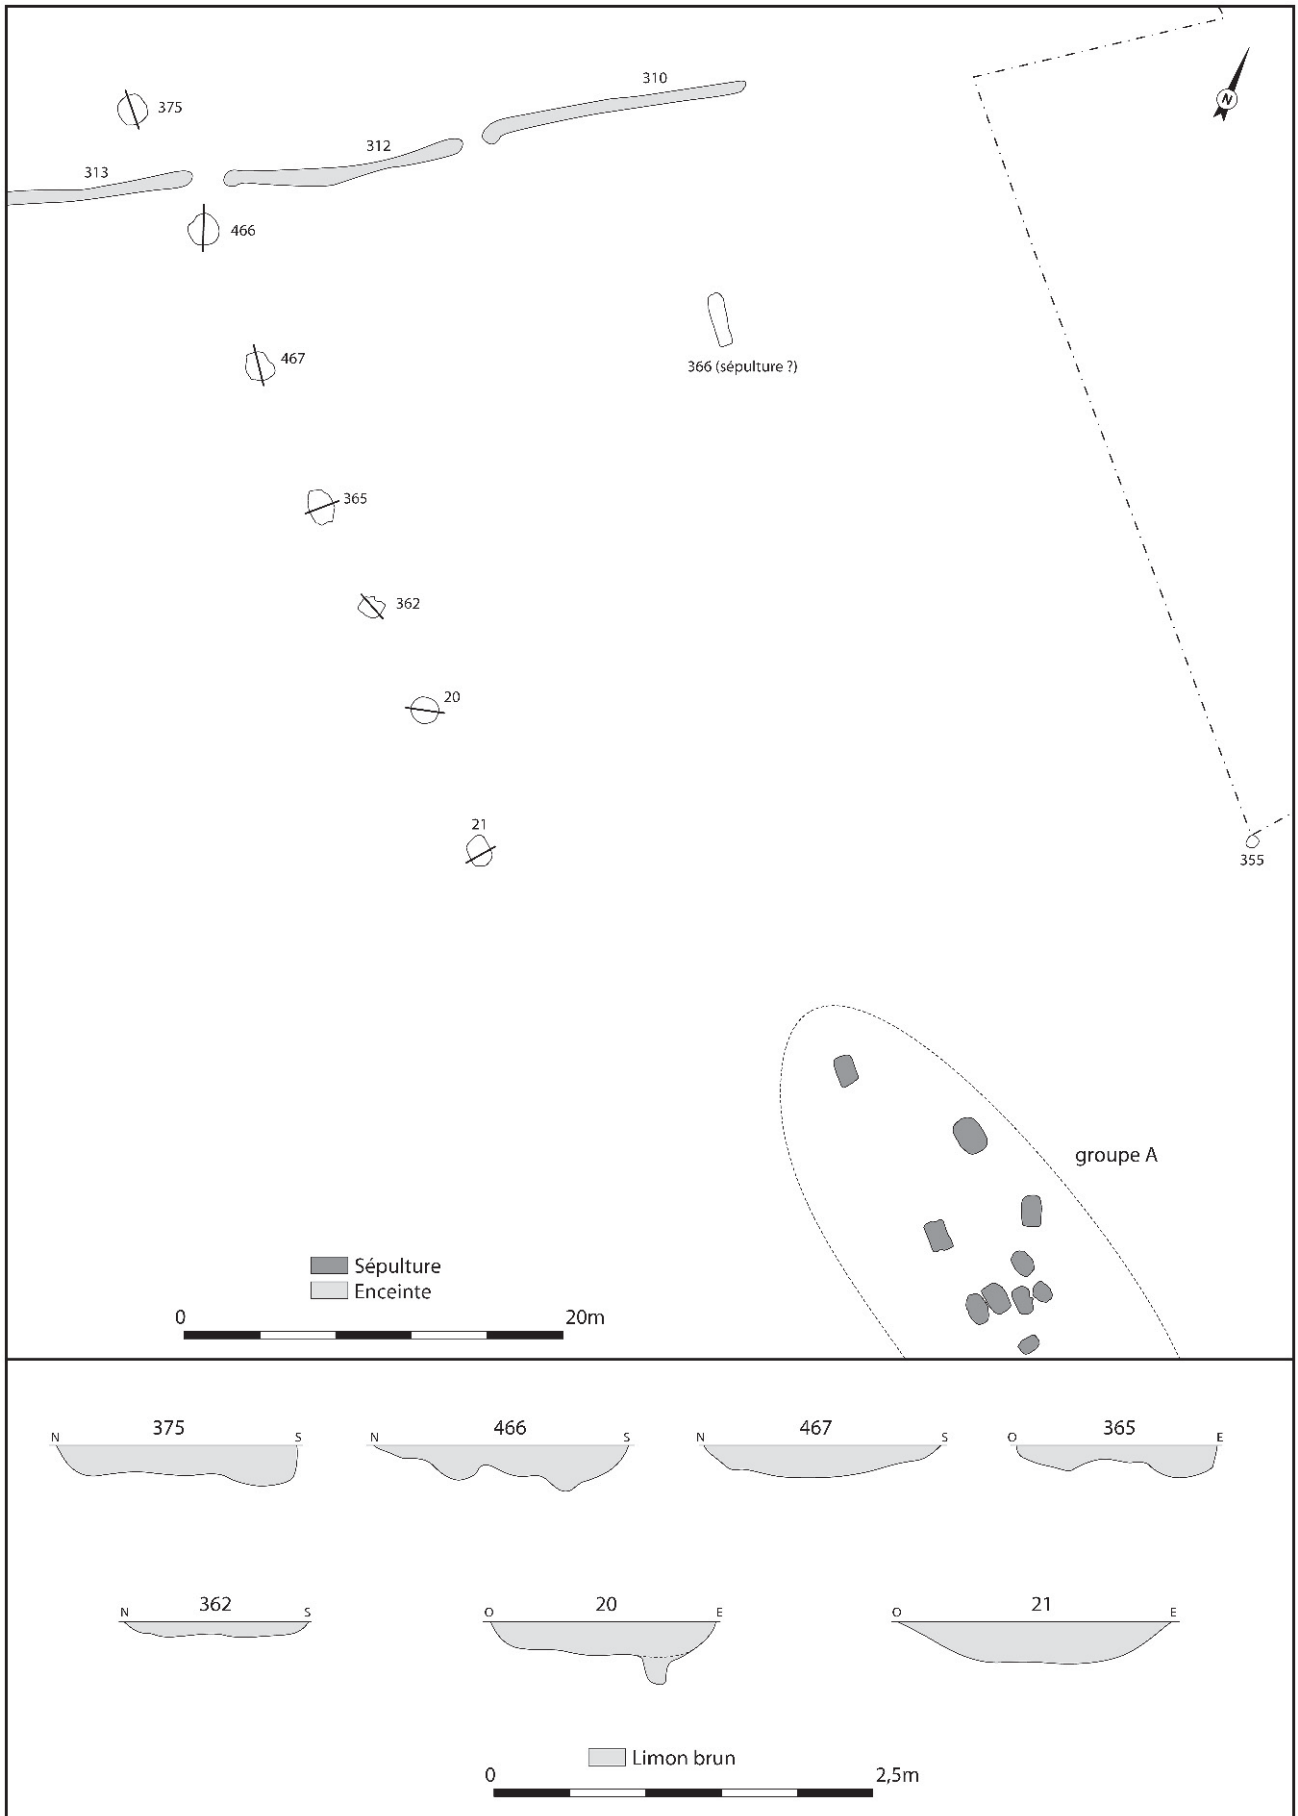 310
375
N
312
313
466
467
366 (sépulture ?)
365
362
20
21
355
groupe A
Sépulture
Enceinte
0 20m
375 466 467 365
N S N S N S O E
362 20 21
N S O E O E
Limon brun
0 2,5m